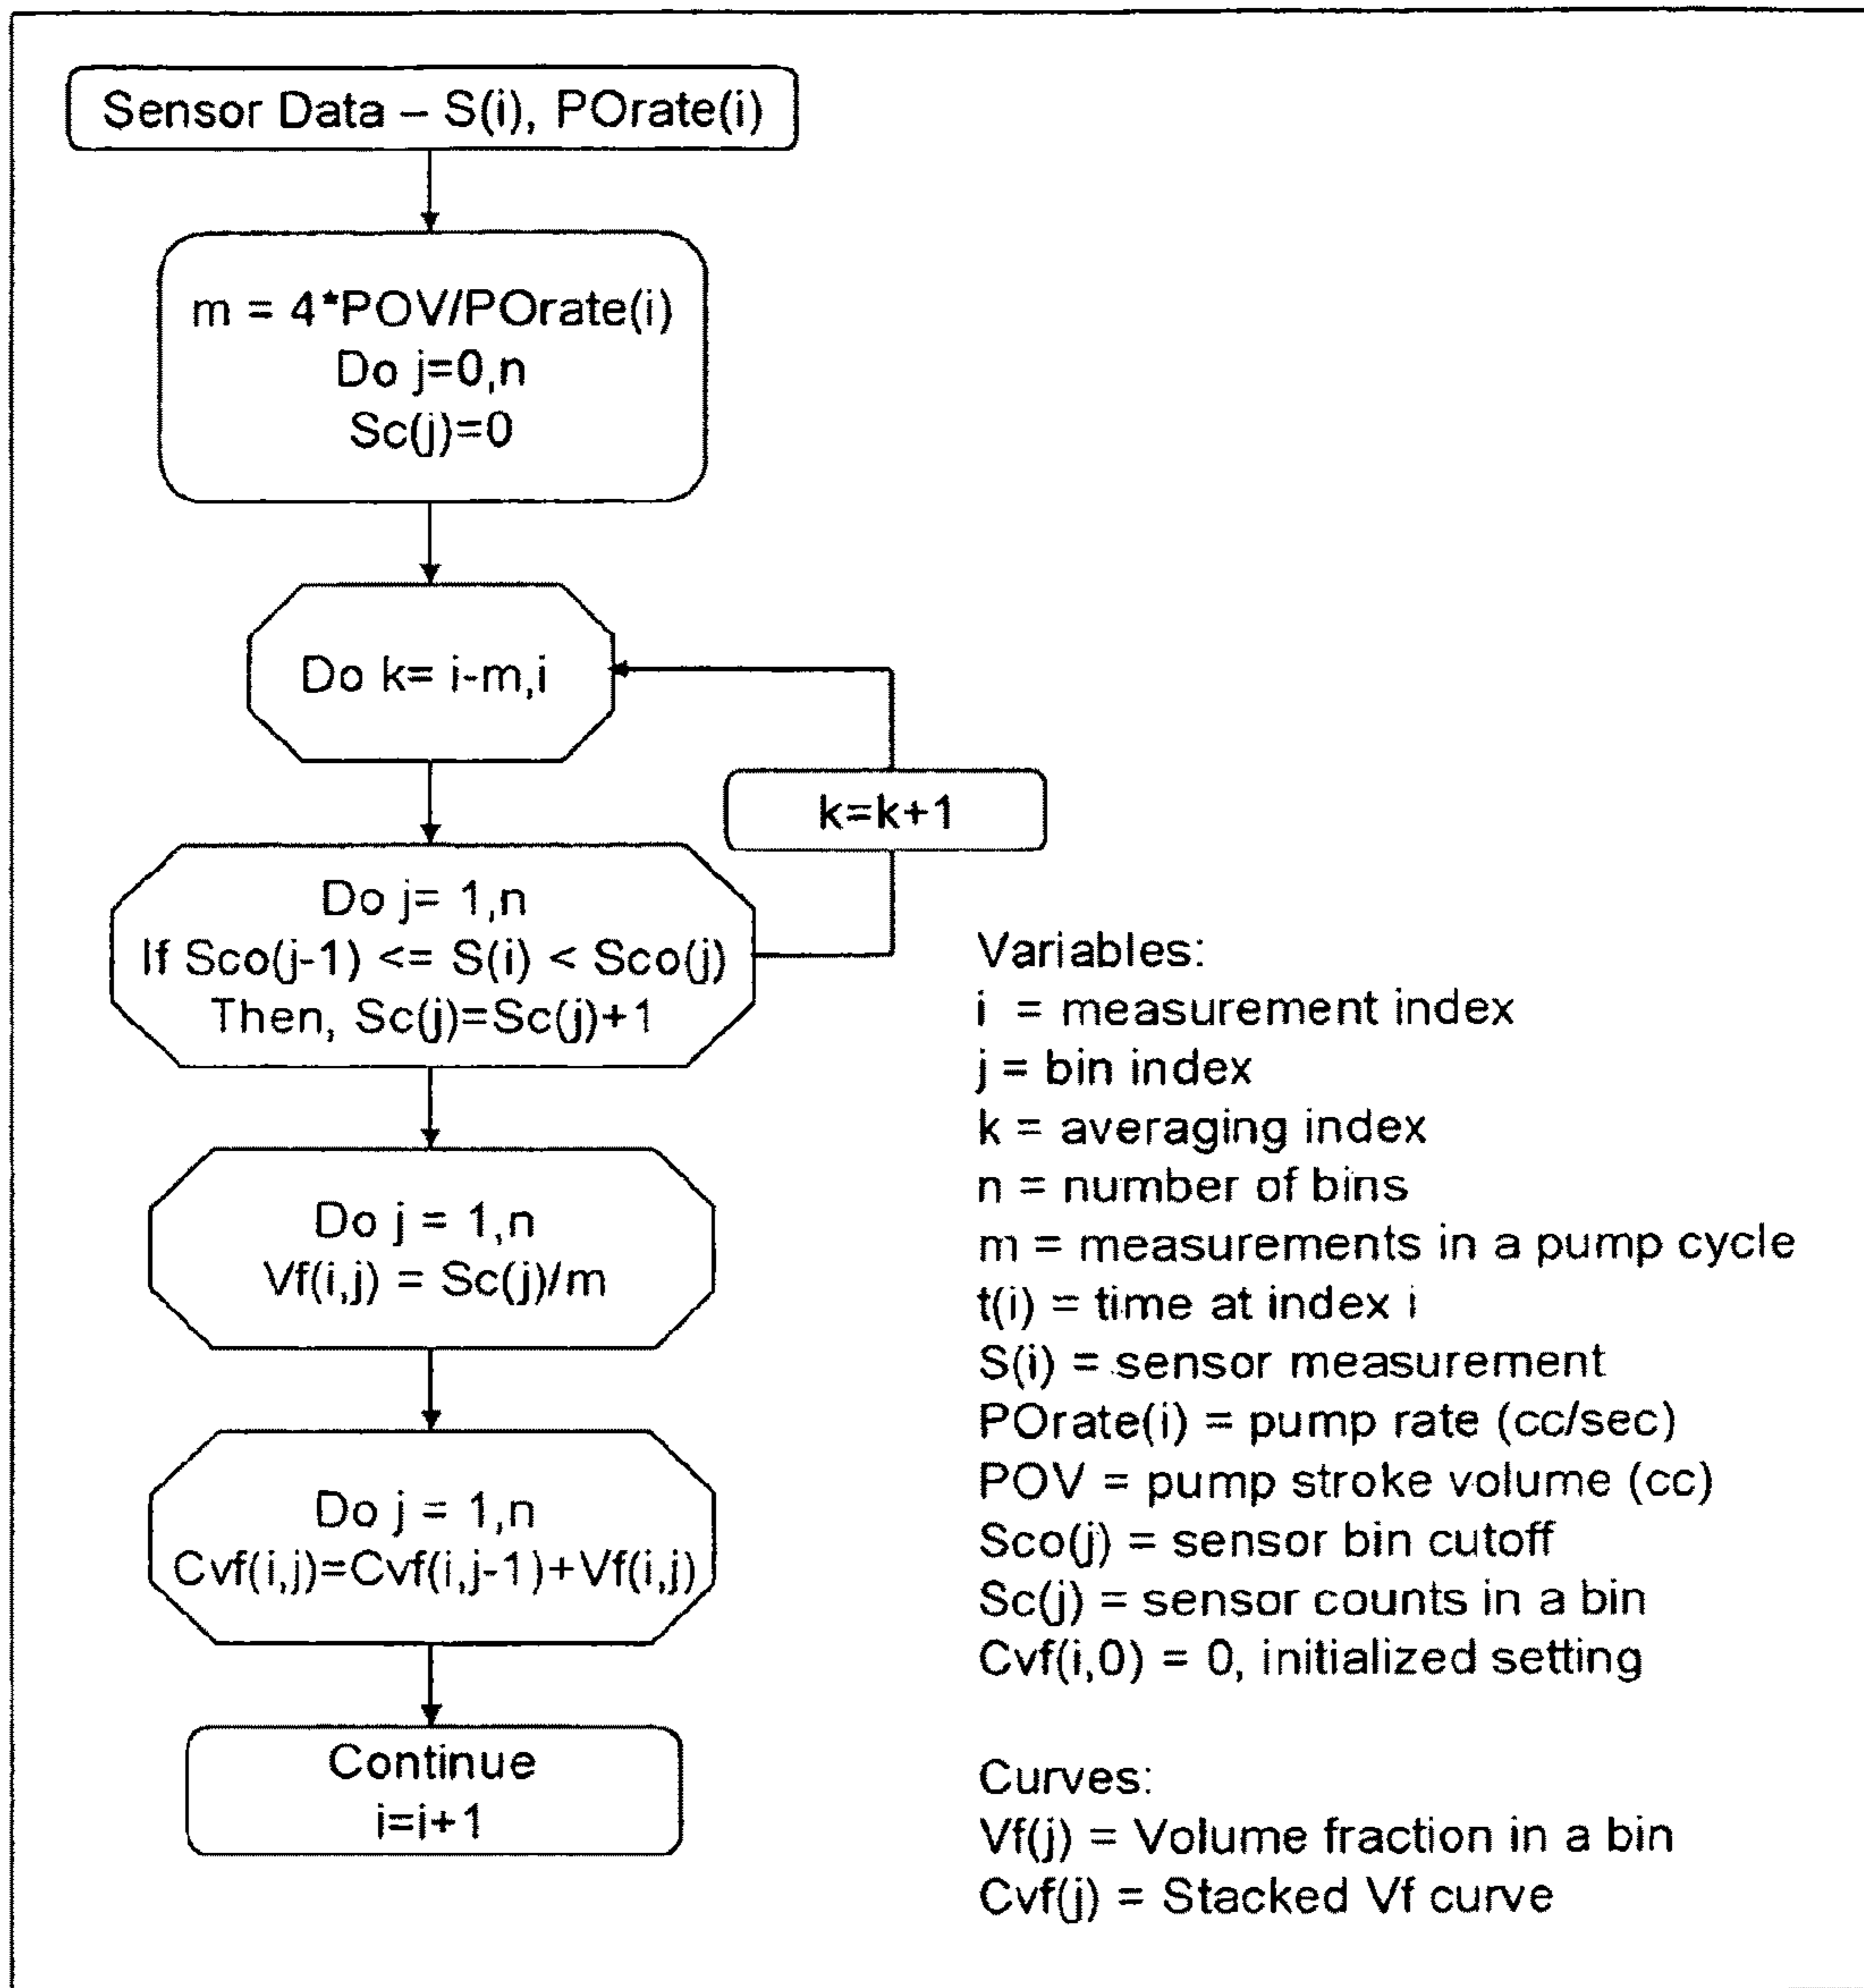 Sensor Data – S(i), POrate(i)
m = 4*POV/POrate(i)
Do j=0,n
Sc(j)=0
Do k= i-m,i
k=k+1
Do j= 1,n
If Sco(j-1) <= S(i) < Sco(j)
Then, Sc(j)=Sc(j)+1
Do j = 1,n
Vf(i,j) = Sc(j)/m
Do j = 1,n
Cvf(i,j)=Cvf(i,j-1)+Vf(i,j)
Continue
i=i+1
Variables:
i = measurement index
j = bin index
k = averaging index
n = number of bins
m = measurements in a pump cycle
t(i) = time at index i
S(i) = sensor measurement
POrate(i) = pump rate (cc/sec)
POV = pump stroke volume (cc)
Sco(j) = sensor bin cutoff
Sc(j) = sensor counts in a bin
Cvf(i,0) = 0, initialized setting
Curves:
Vf(j) = Volume fraction in a bin
Cvf(j) = Stacked Vf curve